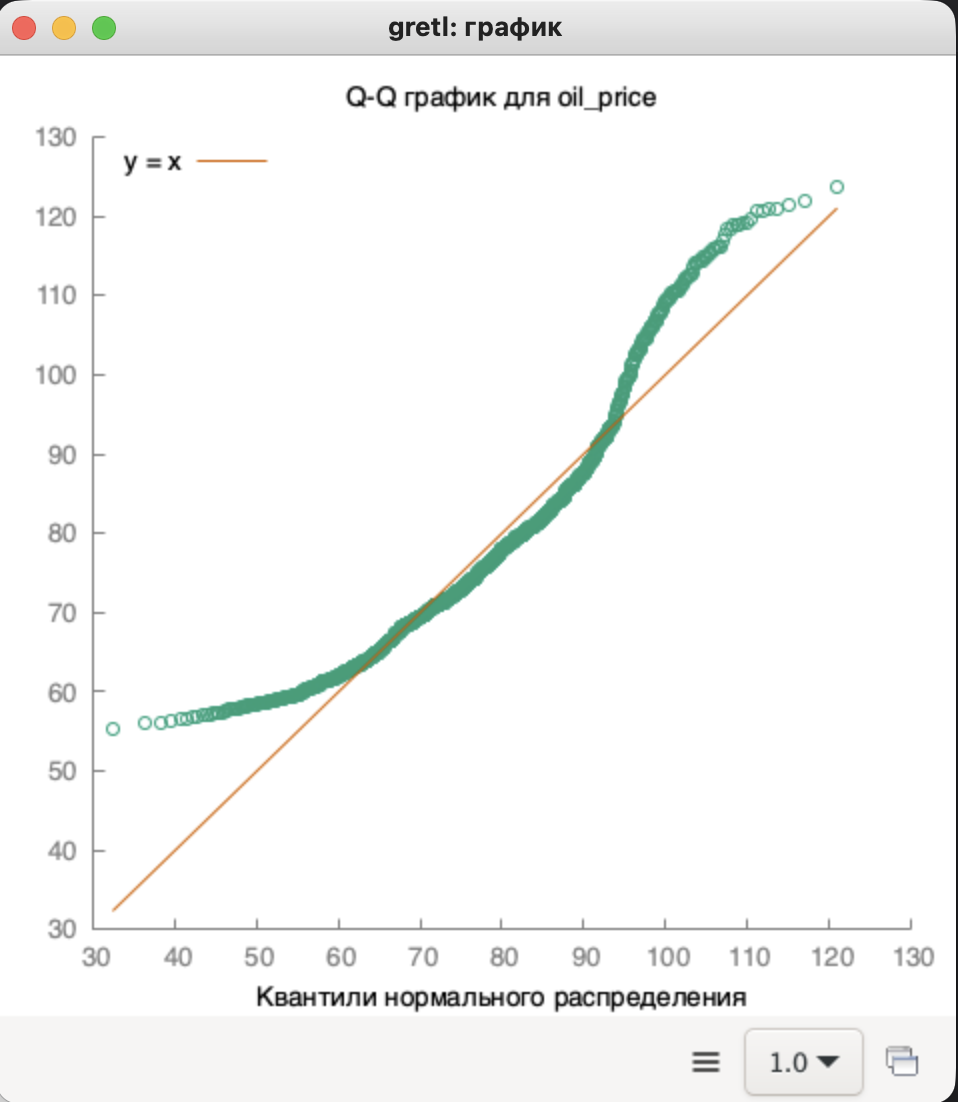 gretl: график
Q-Q график для oil_price
y = x
130
120
110
100
90
80
70
60
50
40
30
30 40 50 60 70 80 90 100 110 120 130
Квантили нормального распределения
1.0